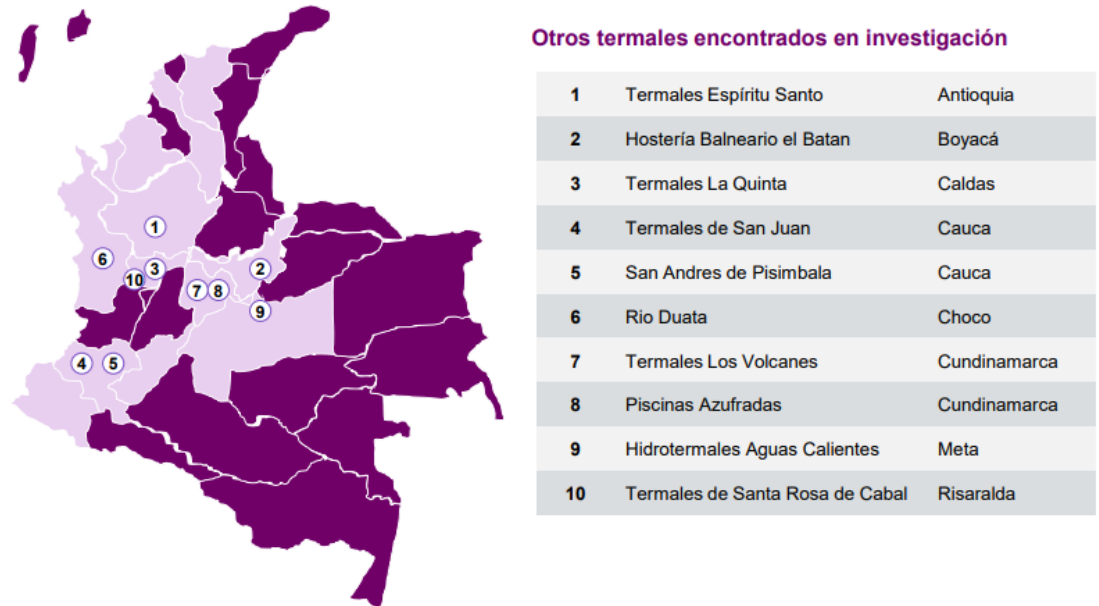 Otros termales encontrados en investigación
1 Termales Espíritu Santo Antioquia
2 Hostería Balneario el Batan Boyacá
3 Termales La Quinta Caldas
4 Termales de San Juan Cauca
5 San Andres de Pisimbala Cauca
6 Rio Duata Choco
7 Termales Los Volcanes Cundinamarca
8 Piscinas Azufradas Cundinamarca
9 Hidrotermales Aguas Calientes Meta
10 Termales de Santa Rosa de Cabal Risaralda
1
6
3
2
10
7 8
9
4 5